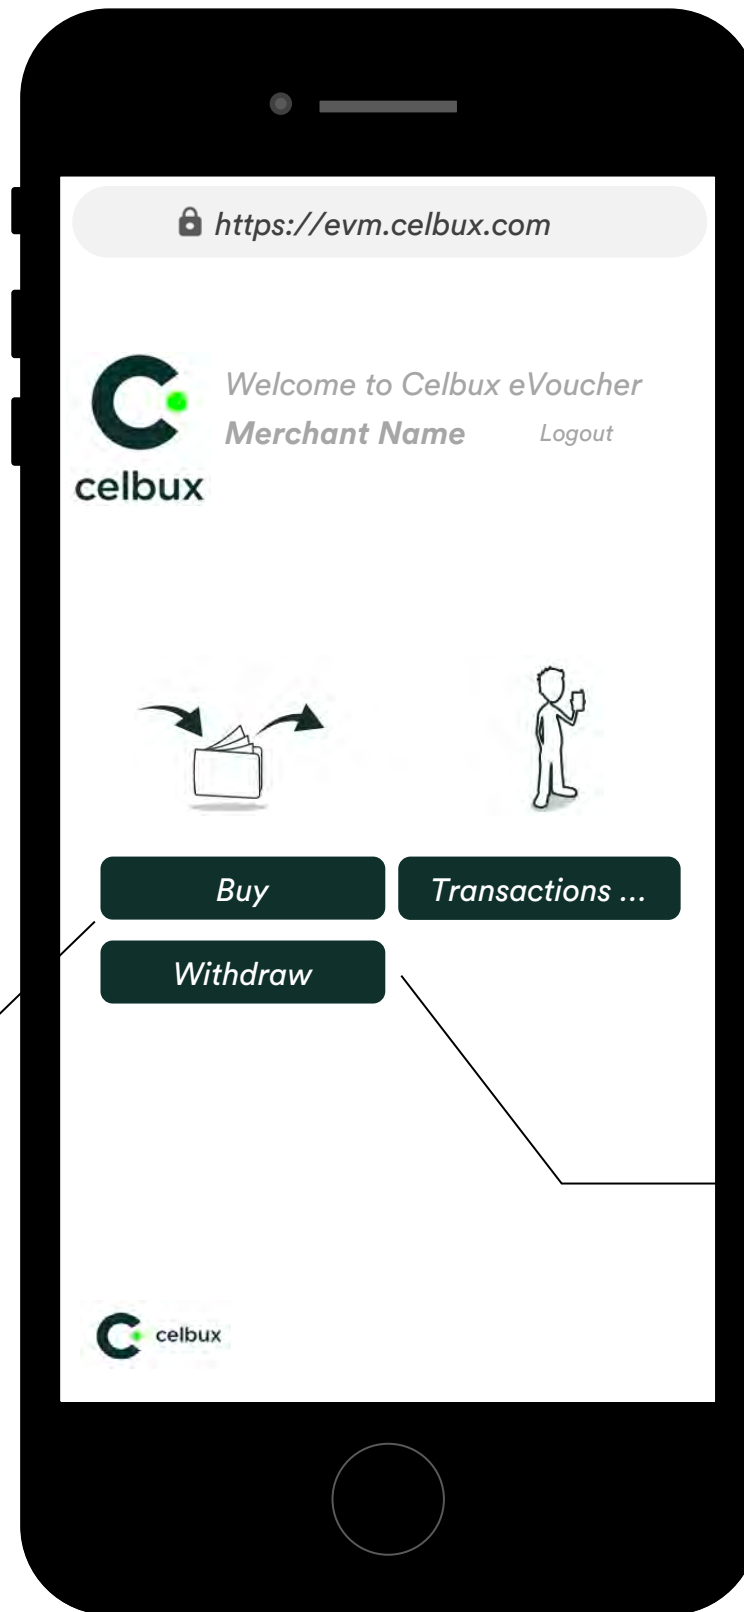 https://evm.celbux.com
Welcome to Celbux eVoucher
Merchant Name Logout
celbux
Buy Transactions ...
Withdraw
celbux